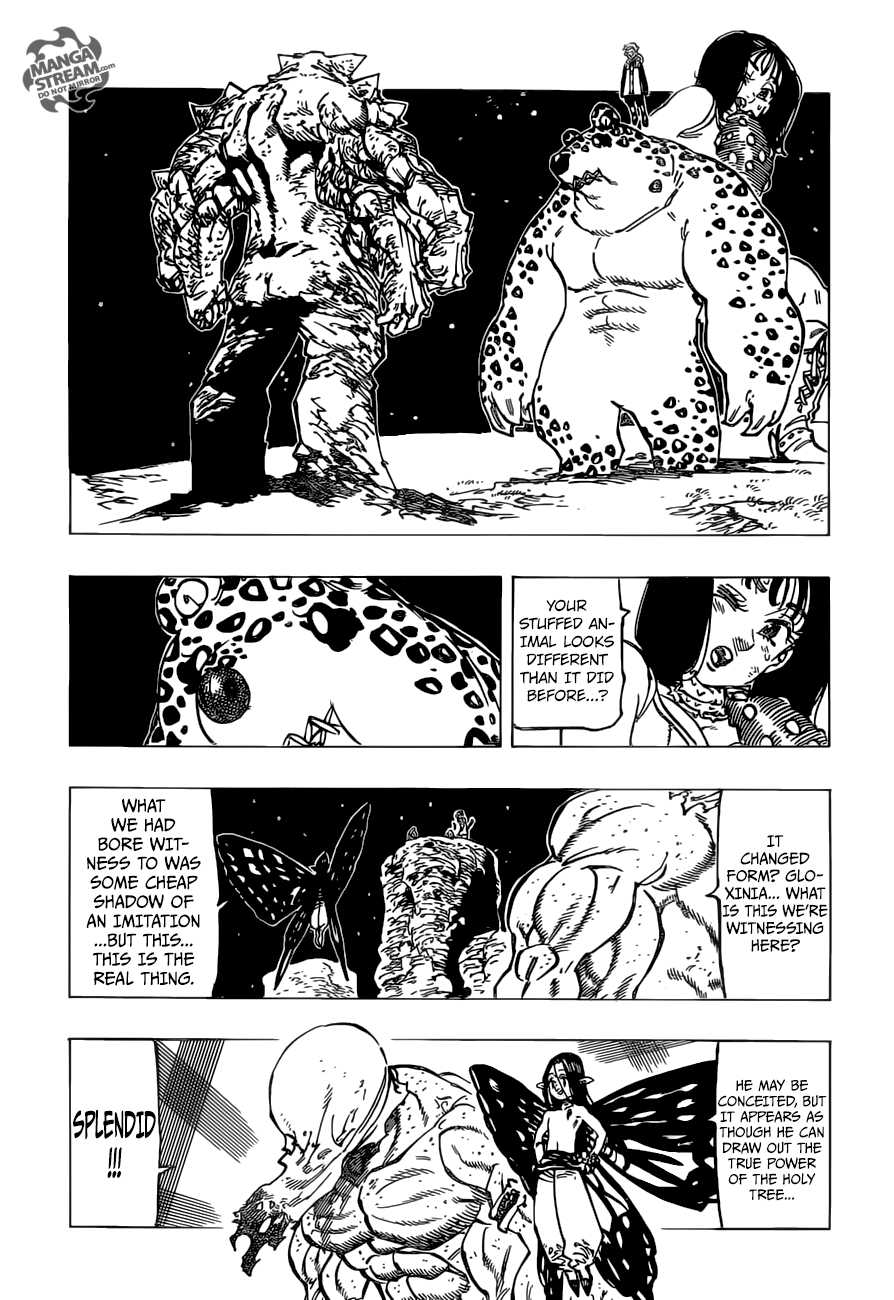 MANGA
STREAM.COM
DO NOT MIRROR
YOUR
STUFFED AN-
IMAL LOOKS
DIFFERENT
THAN IT DID
BEFORE...?
IT
CHANGED
FORM? GLO-
XINIA... WHAT
IS THIS WE'RE
WITNESSING
HERE?
WHAT
WE HAD
BORE WIT-
NESS TO WAS
SOME CHEAP
SHADOW OF
AN IMITATION
...BUT THIS...
THIS IS THE
REAL THING.
HE MAY BE
CONCEITED, BUT
IT APPEARS AS
THOUGH HE CAN
DRAW OUT THE
TRUE POWER
OF THE HOLY
TREE...
SPLENDID
!!!